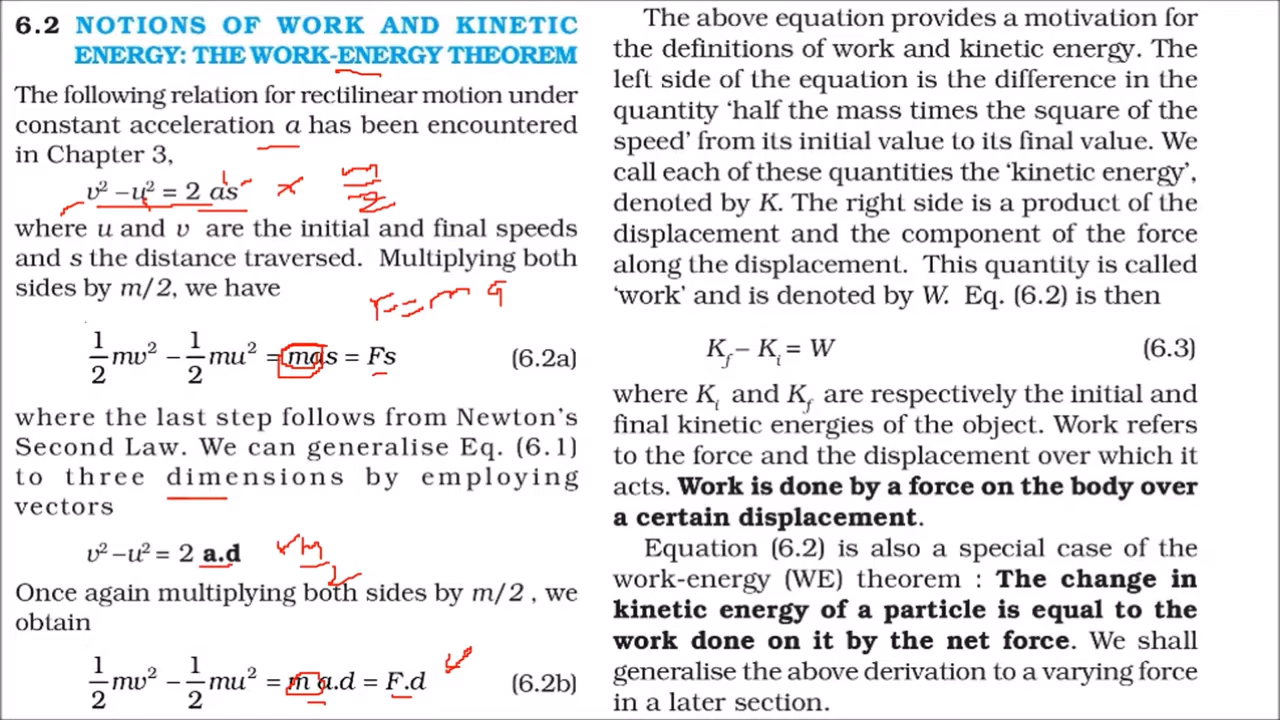 6.2 NOTIONS OF WORK AND KINETIC
ENERGY: THE WORK-ENERGY THEOREM
The following relation for rectilinear motion under
constant acceleration a has been encountered
in Chapter 3,
v² − u² = 2 as × m/2
where u and v are the initial and final speeds
and s the distance traversed. Multiplying both
sides by m/2, we have
F = m a
1/2 mv² − 1/2 mu² = mas = Fs (6.2a)
where the last step follows from Newton's
Second Law. We can generalise Eq. (6.1)
to three dimensions by employing
vectors
v² − u² = 2 a.d m/2
Once again multiplying both sides by m/2 , we
obtain
1/2 mv² − 1/2 mu² = m a.d = F.d (6.2b)
The above equation provides a motivation for
the definitions of work and kinetic energy. The
left side of the equation is the difference in the
quantity 'half the mass times the square of the
speed' from its initial value to its final value. We
call each of these quantities the 'kinetic energy',
denoted by K. The right side is a product of the
displacement and the component of the force
along the displacement. This quantity is called
'work' and is denoted by W. Eq. (6.2) is then
K_f − K_i = W (6.3)
where K_i and K_f are respectively the initial and
final kinetic energies of the object. Work refers
to the force and the displacement over which it
acts. Work is done by a force on the body over
a certain displacement.
Equation (6.2) is also a special case of the
work-energy (WE) theorem : The change in
kinetic energy of a particle is equal to the
work done on it by the net force. We shall
generalise the above derivation to a varying force
in a later section.